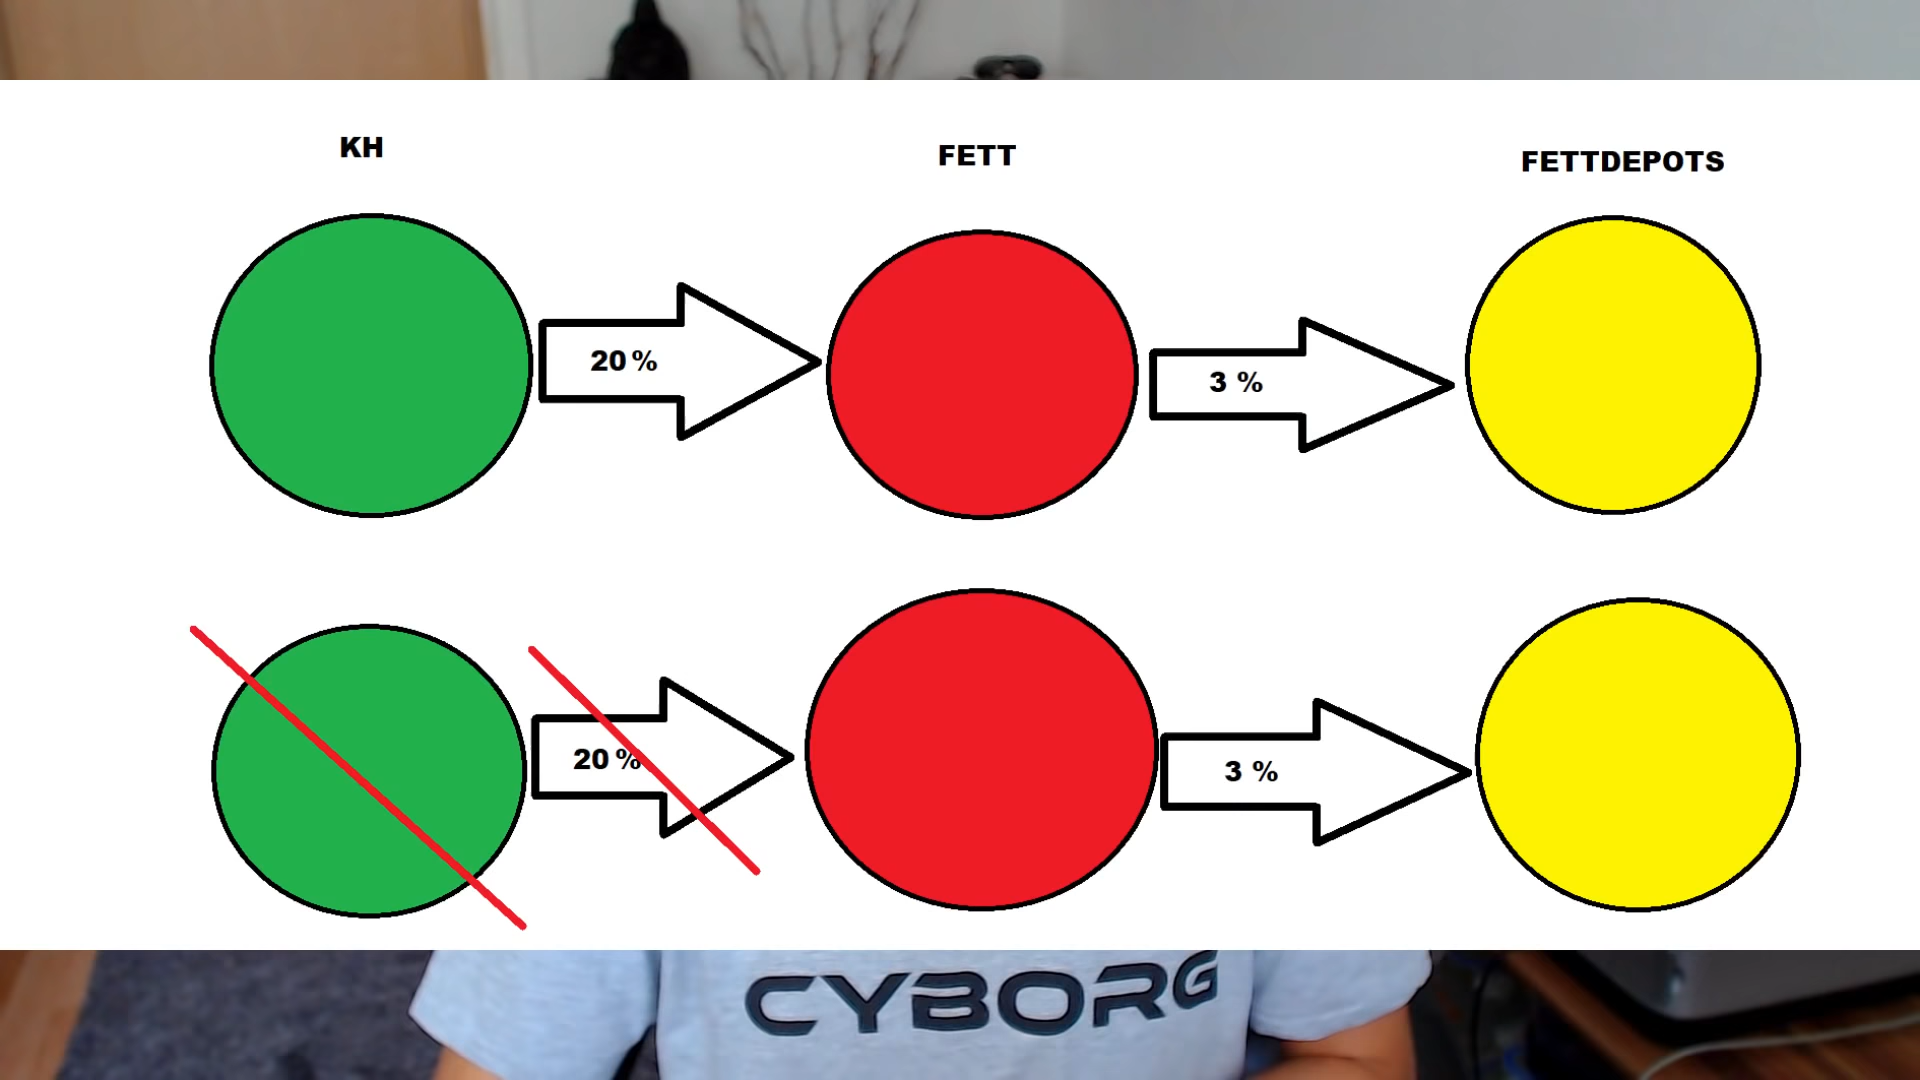 KH
FETT
FETTDEPOTS
20 %
3 %
20 %
3 %
CYBORG